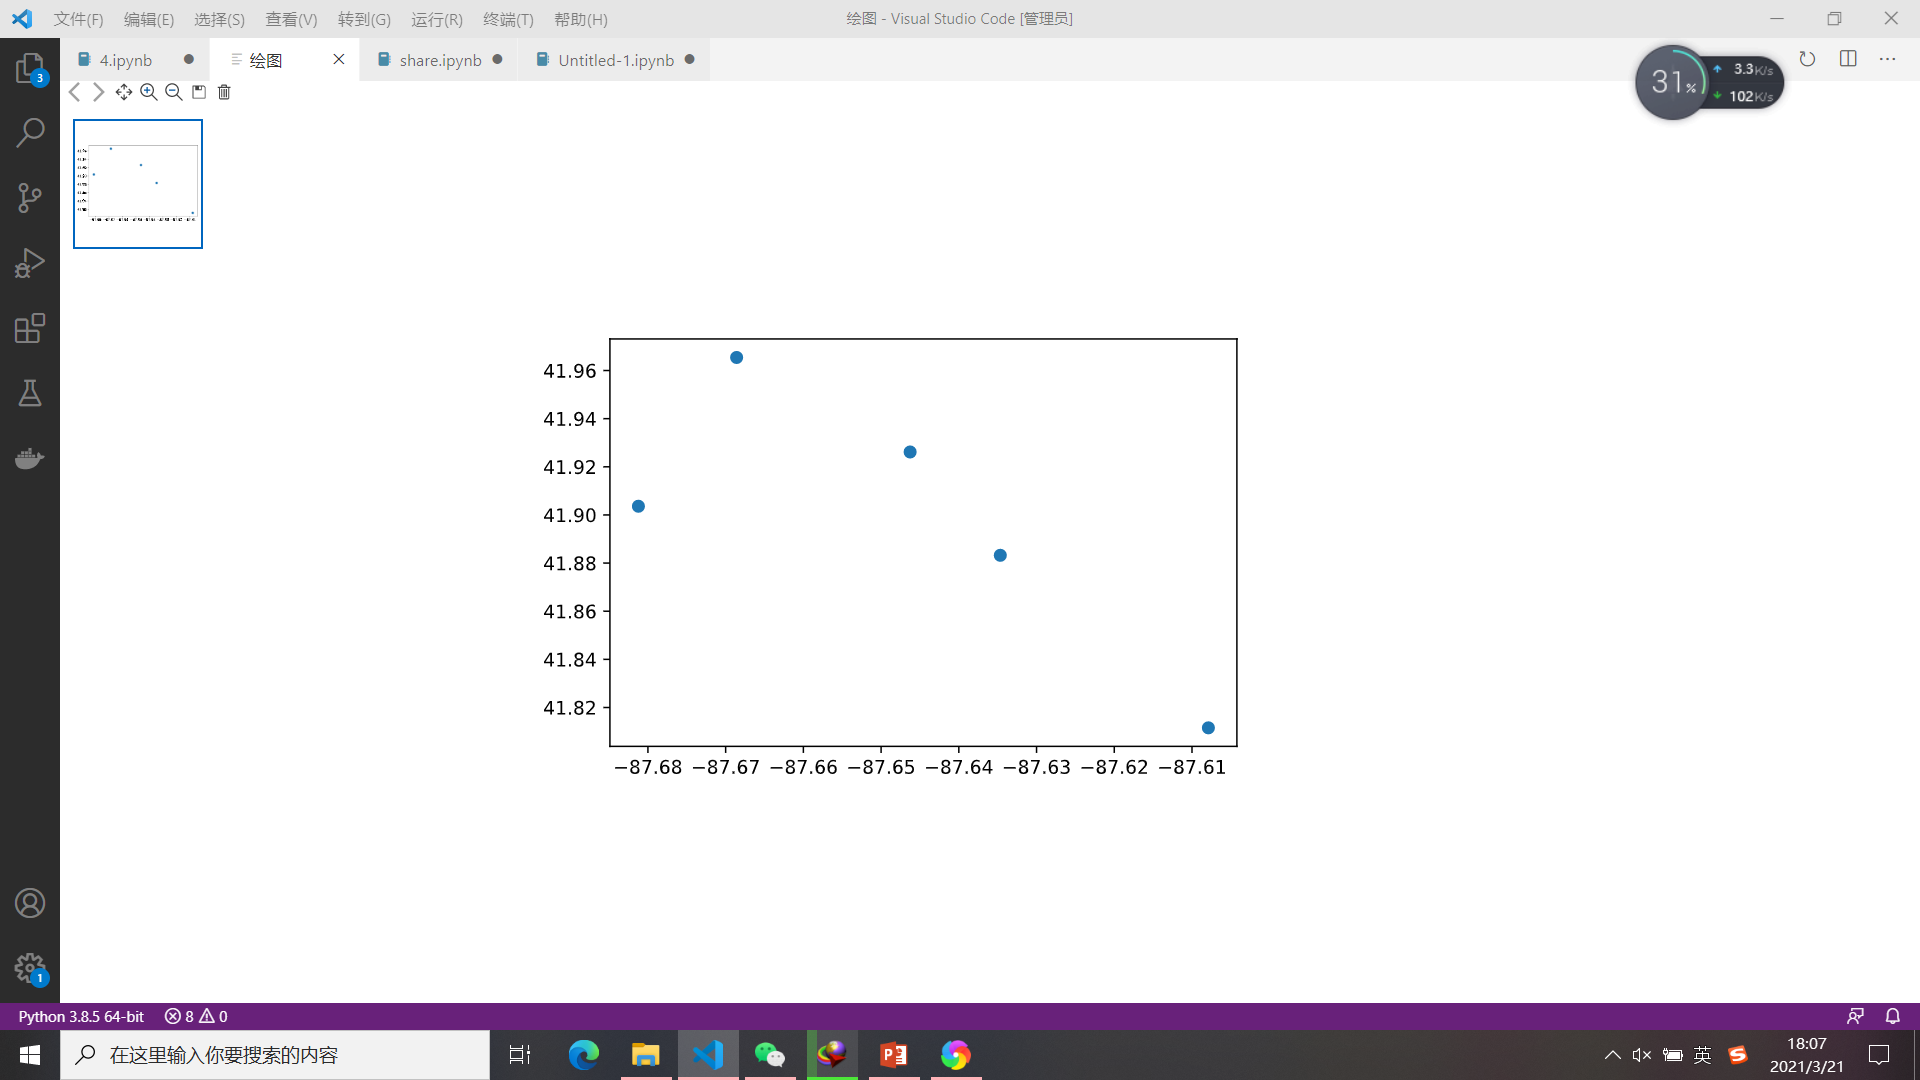 文件(F) 编辑(E) 选择(S) 查看(V) 转到(G) 运行(R) 终端(T) 帮助(H) 绘图 - Visual Studio Code [管理员]
4.ipynb 绘图 share.ipynb Untitled-1.ipynb
31% 3.3K/s
102K/s
3
41.96
41.94
41.92
41.90
41.88
41.86
41.84
41.82
−87.68 −87.67 −87.66 −87.65 −87.64 −87.63 −87.62 −87.61
1
Python 3.8.5 64-bit 8 0
在这里输入你要搜索的内容 英 18:07
2021/3/21